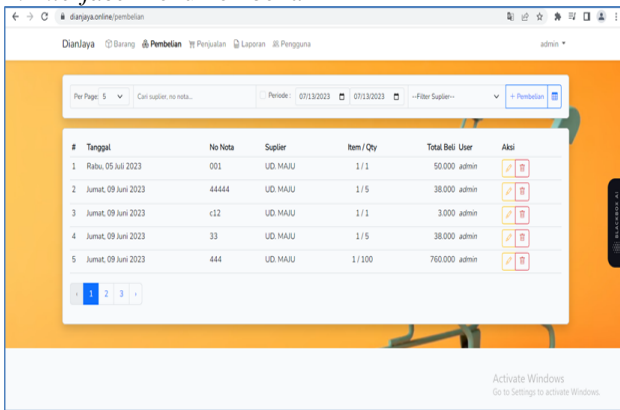 dianjaya.online/pembelian
DianJaya Barang Pembelian Penjualan Laporan Pengguna admin
Per Page: 5 Cari suplier, no nota... Periode : 07/13/2023 07/13/2023 --Filter Suplier-- + Pembelian
# Tanggal No Nota Suplier Item / Qty Total Beli User Aksi
1 Rabu, 05 Juli 2023 001 UD. MAJU 1 / 1 50.000 admin
2 Jumat, 09 Juni 2023 44444 UD. MAJU 1 / 5 38.000 admin
3 Jumat, 09 Juni 2023 c12 UD. MAJU 1 / 1 3.000 admin
4 Jumat, 09 Juni 2023 33 UD. MAJU 1 / 5 38.000 admin
5 Jumat, 09 Juni 2023 444 UD. MAJU 1 / 100 760.000 admin
‹ 1 2 3 ›
BLACKBOX AI
Activate Windows
Go to Settings to activate Windows.